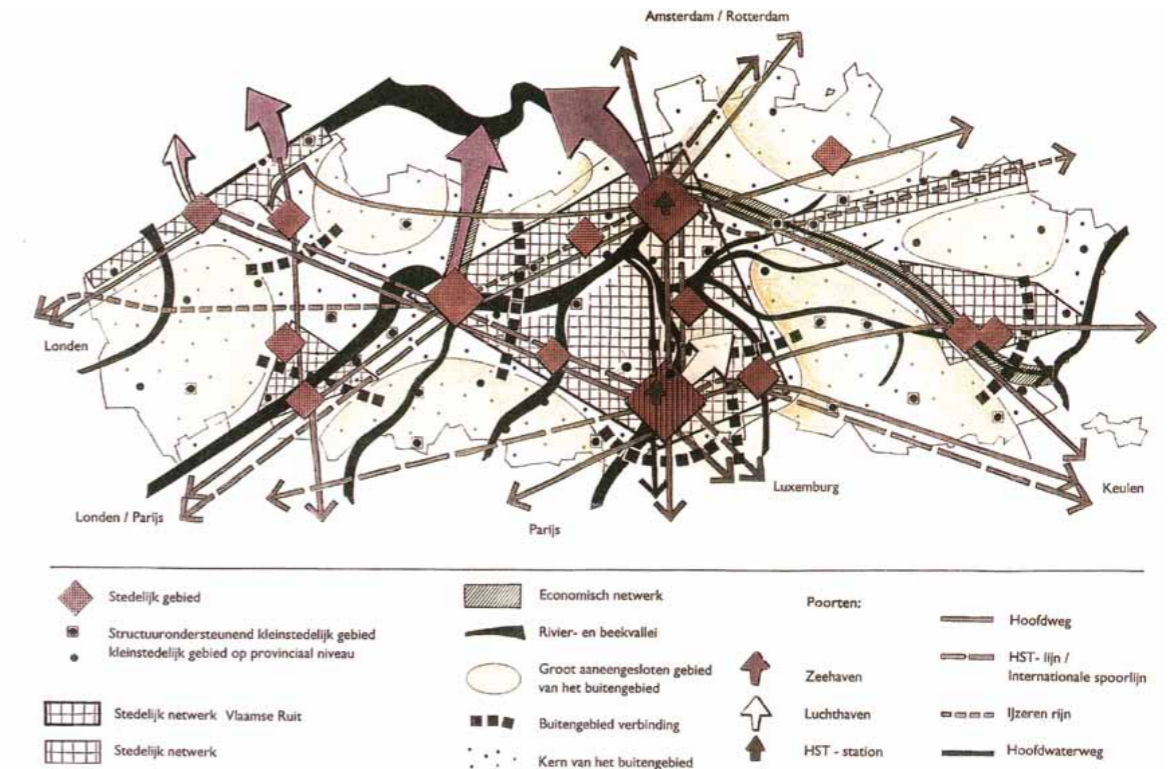 Amsterdam / Rotterdam
Londen
Londen / Parijs
Parijs
Luxemburg
Keulen
Stedelijk gebied
Structuurondersteunend kleinstedelijk gebied
kleinstedelijk gebied op provinciaal niveau
Stedelijk netwerk Vlaamse Ruit
Stedelijk netwerk
Economisch netwerk
Rivier- en beekvallei
Groot aaneengesloten gebied
van het buitengebied
Buitengebied verbinding
Kern van het buitengebied
Poorten:
Zeehaven
Luchthaven
HST - station
Hoofdweg
HST- lijn /
Internationale spoorlijn
Ijzeren rijn
Hoofdwaterweg